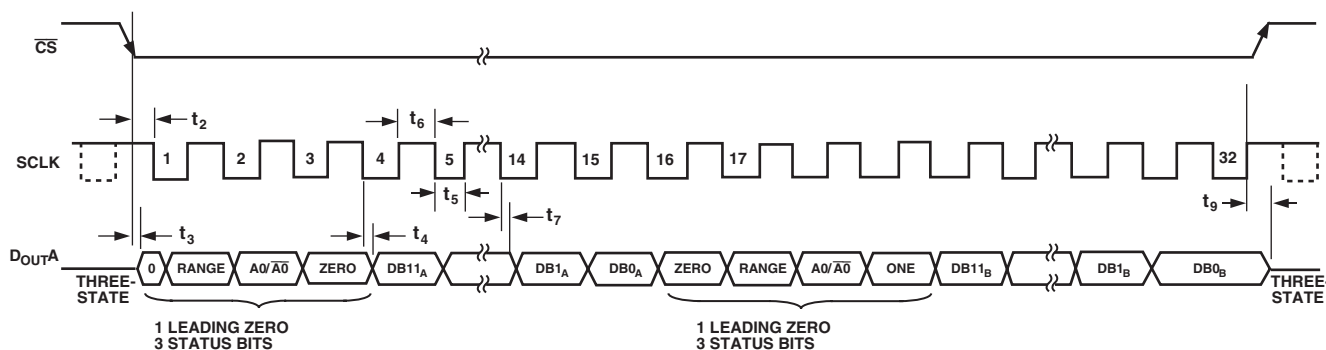 CS
t2
t6
SCLK
1 2 3 4 5 14 15 16 17 32
t5
t7
t9
t3
t4
DOUTA
0 RANGE A0/A0 ZERO DB11A DB1A DB0A ZERO RANGE A0/A0 ONE DB11B DB1B DB0B
THREE-
STATE
THREE-
STATE
1 LEADING ZERO
3 STATUS BITS
1 LEADING ZERO
3 STATUS BITS